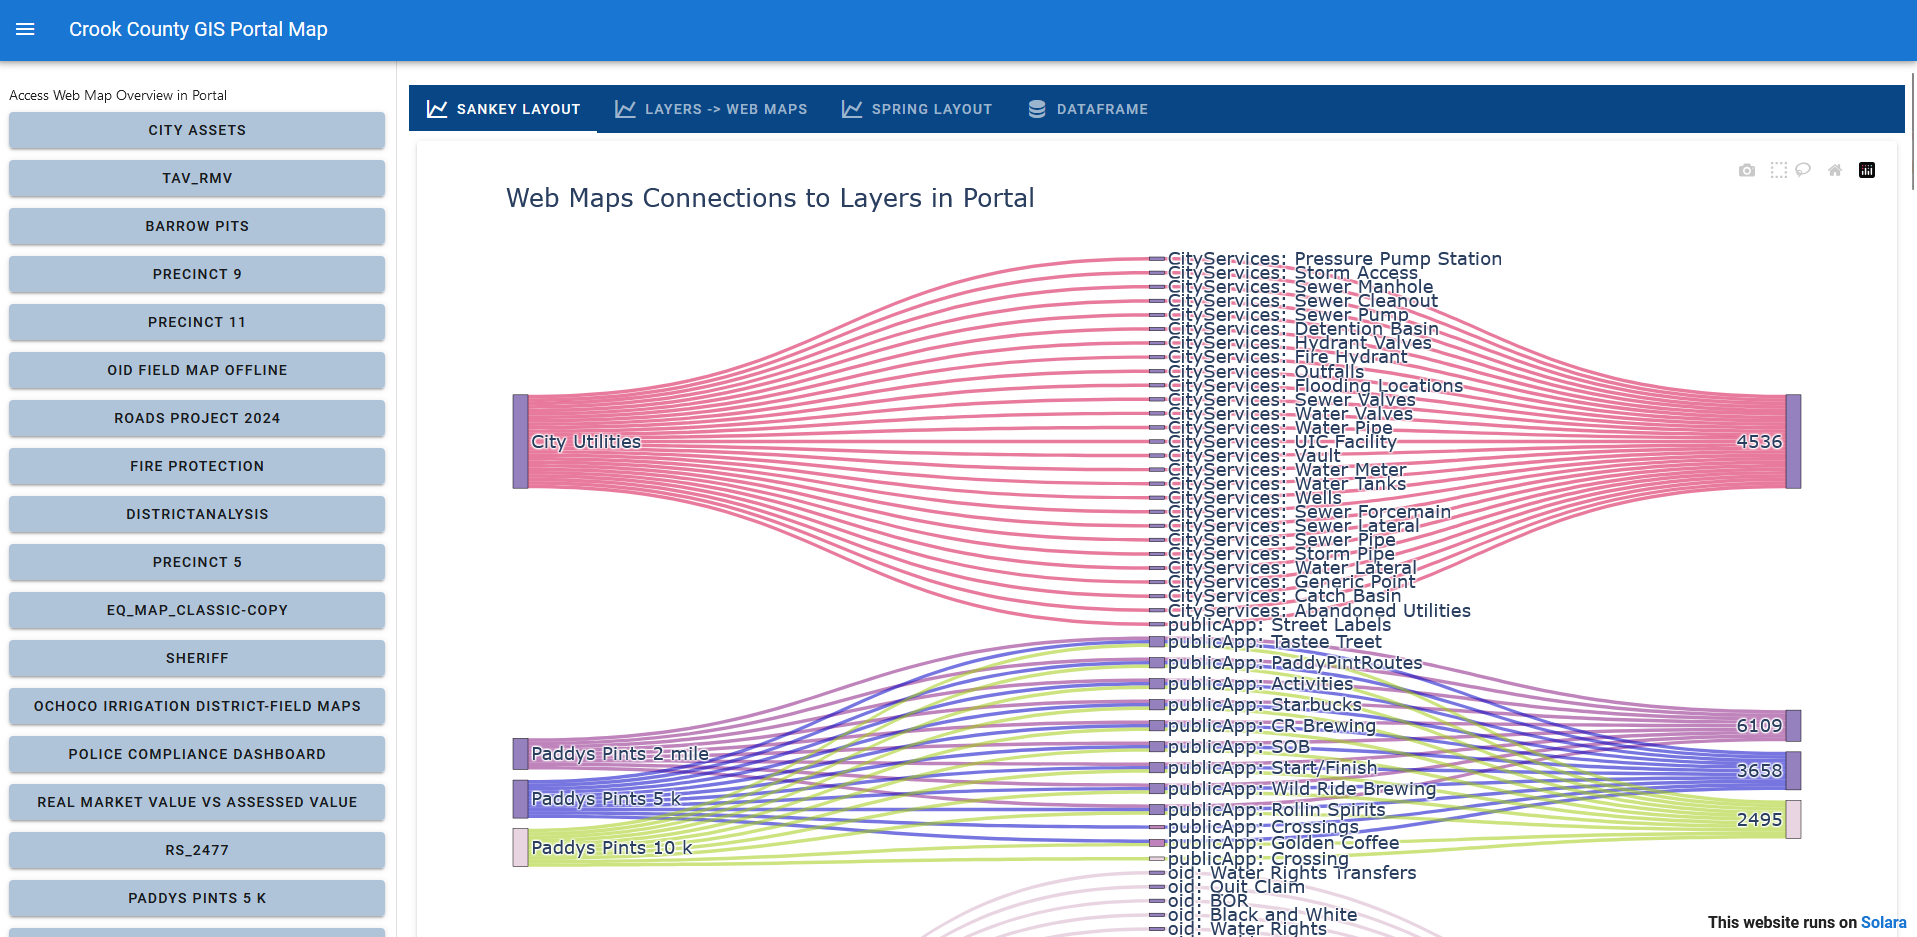 Crook County GIS Portal Map
Access Web Map Overview in Portal
CITY ASSETS
TAV_RMV
BARROW PITS
PRECINCT 9
PRECINCT 11
OID FIELD MAP OFFLINE
ROADS PROJECT 2024
FIRE PROTECTION
DISTRICTANALYSIS
PRECINCT 5
EQ_MAP_CLASSIC-COPY
SHERIFF
OCHOCO IRRIGATION DISTRICT-FIELD MAPS
POLICE COMPLIANCE DASHBOARD
REAL MARKET VALUE VS ASSESSED VALUE
RS_2477
PADDYS PINTS 5 K
SANKEY LAYOUT
LAYERS -> WEB MAPS
SPRING LAYOUT
DATAFRAME
Web Maps Connections to Layers in Portal
City Utilities
Paddys Pints 2 mile
Paddys Pints 5 k
Paddys Pints 10 k
CityServices: Pressure Pump Station
CityServices: Storm Access
CityServices: Sewer Manhole
CityServices: Sewer Cleanout
CityServices: Sewer Pump
CityServices: Detention Basin
CityServices: Hydrant Valves
CityServices: Fire Hydrant
CityServices: Outfalls
CityServices: Flooding Locations
CityServices: Sewer Valves
CityServices: Water Valves
CityServices: Water Pipe
CityServices: UIC Facility
CityServices: Vault
CityServices: Water Meter
CityServices: Water Tanks
CityServices: Wells
CityServices: Sewer Forcemain
CityServices: Sewer Lateral
CityServices: Sewer Pipe
CityServices: Storm Pipe
CityServices: Water Lateral
CityServices: Generic Point
CityServices: Catch Basin
CityServices: Abandoned Utilities
publicApp: Street Labels
publicApp: Tastee Treet
publicApp: PaddyPintRoutes
publicApp: Activities
publicApp: Starbucks
publicApp: CR Brewing
publicApp: SOB
publicApp: Start/Finish
publicApp: Wild Ride Brewing
publicApp: Rollin Spirits
publicApp: Crossings
publicApp: Golden Coffee
publicApp: Crossing
oid: Water Rights Transfers
oid: Quit Claim
oid: BOR
oid: Black and White
oid: Water Rights
4536
6109
3658
2495
This website runs on Solara